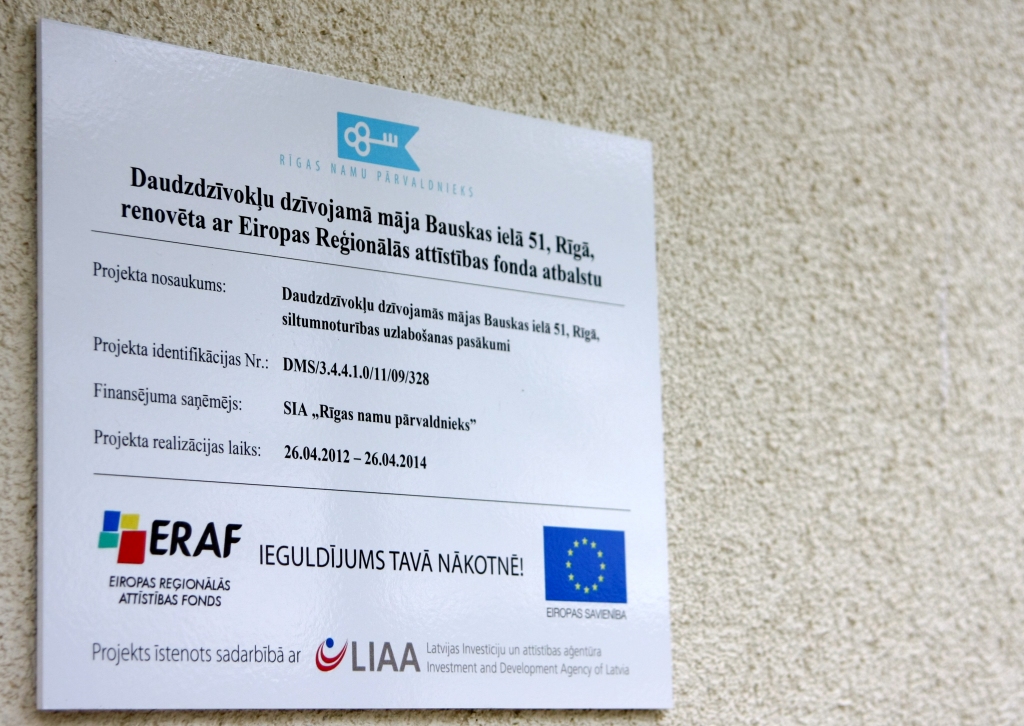 RĪGAS NAMU PĀRVALDNIEKS
Daudzdzīvokļu dzīvojamā māja Bauskas ielā 51, Rīgā,
renovēta ar Eiropas Reģionālās attīstības fonda atbalstu
Projekta nosaukums:
Daudzdzīvokļu dzīvojamās mājas Bauskas ielā 51, Rīgā,
siltumnoturības uzlabošanas pasākumi
Projekta identifikācijas Nr.: DMS/3.4.4.1.0/11/09/328
Finansējuma saņēmējs: SIA „Rīgas namu pārvaldnieks”
Projekta realizācijas laiks: 26.04.2012 – 26.04.2014
ERAF
EIROPAS REĢIONĀLĀS
ATTĪSTĪBAS FONDS
IEGULDĪJUMS TAVĀ NĀKOTNĒ!
EIROPAS SAVIENĪBA
Projekts īstenots sadarbībā ar LIAA
Latvijas Investīciju un attīstības aģentūra
Investment and Development Agency of Latvia